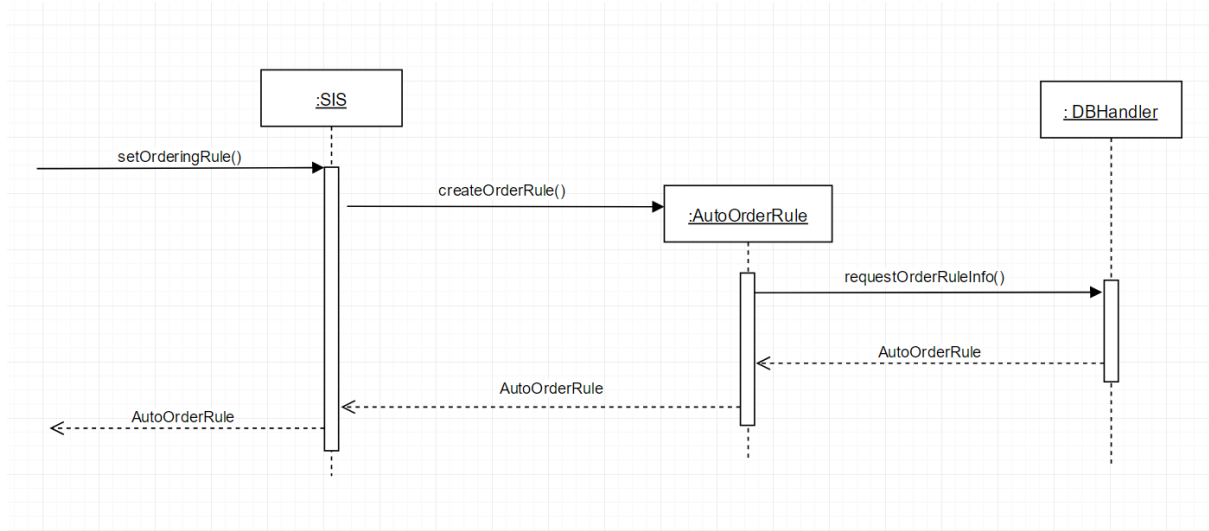 :SIS
: DBHandler
setOrderingRule()
createOrderRule()
:AutoOrderRule
requestOrderRuleInfo()
AutoOrderRule
AutoOrderRule
AutoOrderRule